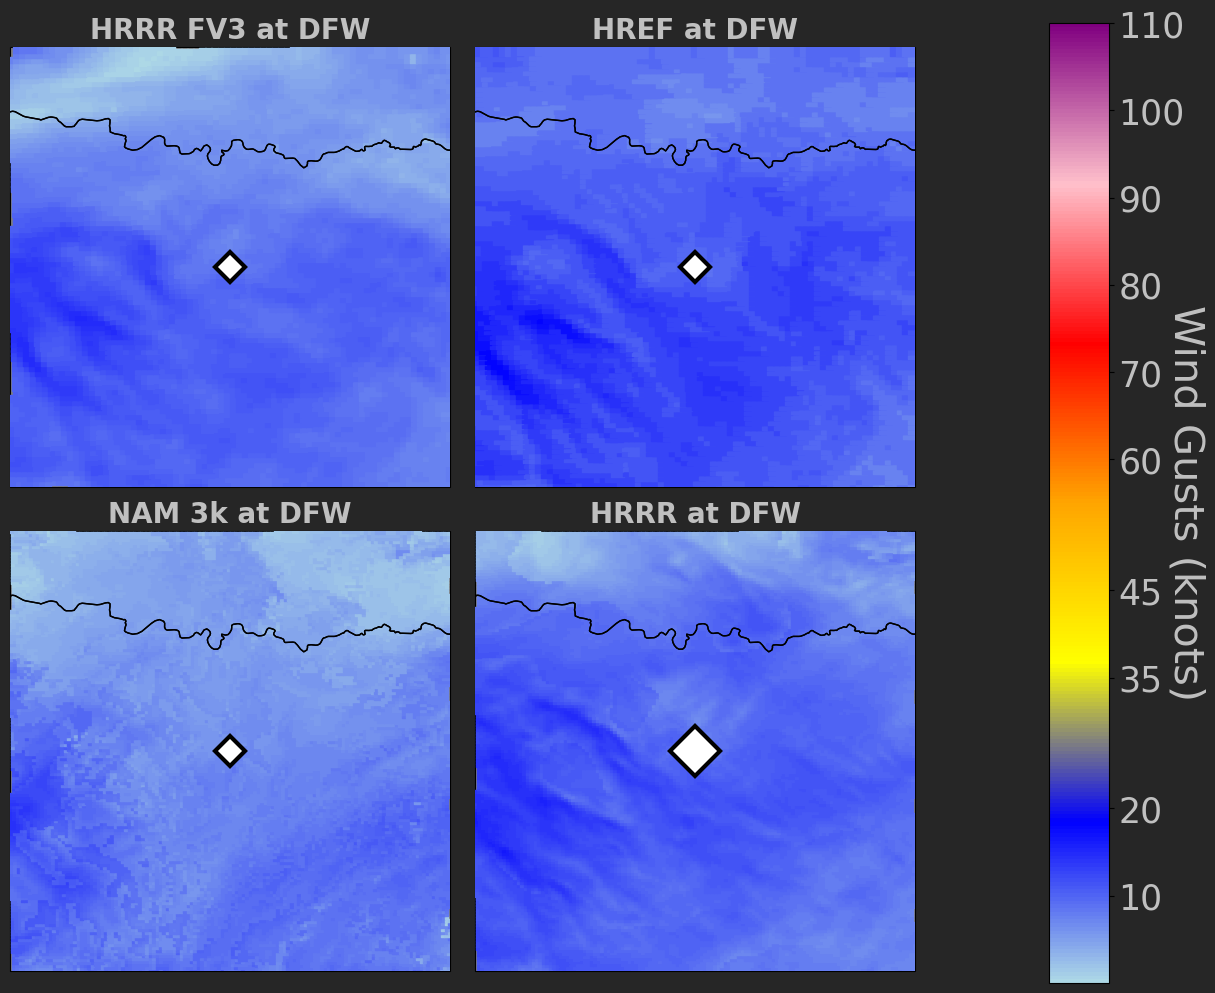 HRRR FV3 at DFW
HREF at DFW
NAM 3k at DFW
HRRR at DFW
110
100
90
80
70
60
45
35
20
10
Wind Gusts (knots)